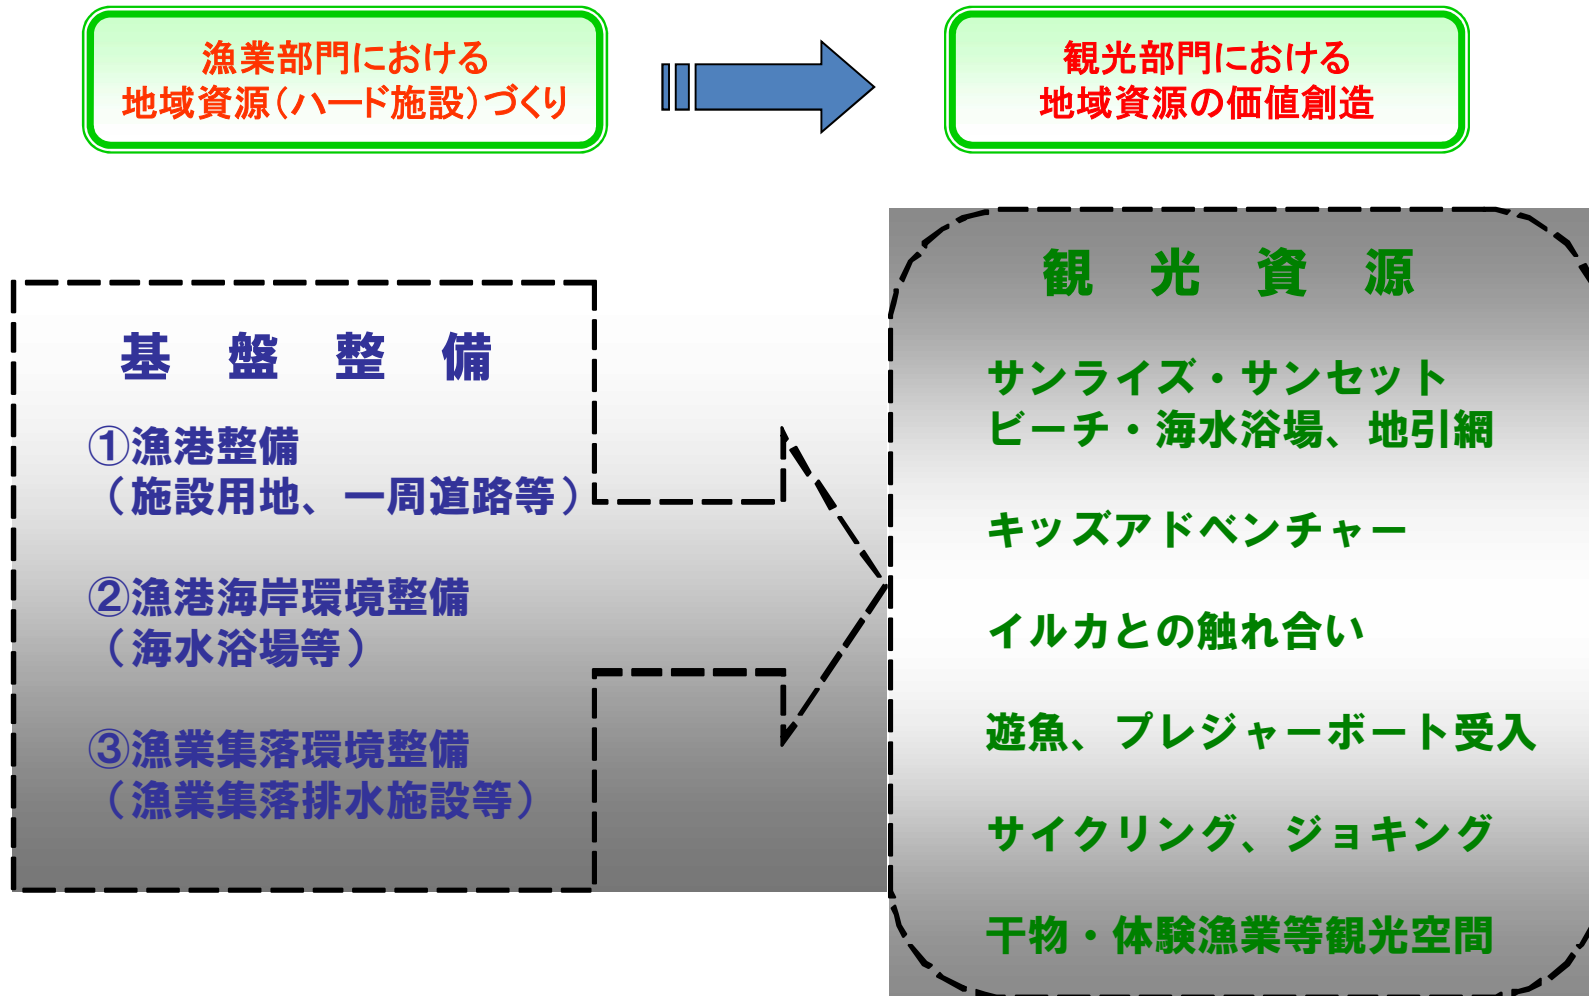 漁業部門における
地域資源（ハード施設）づくり
観光部門における
地域資源の価値創造
基　盤　整　備
①漁港整備
（施設用地、一周道路等）
②漁港海岸環境整備
（海水浴場等）
③漁業集落環境整備
（漁業集落排水施設等）
観　光　資　源
サンライズ・サンセット
ビーチ・海水浴場、地引網
キッズアドベンチャー
イルカとの触れ合い
遊魚、プレジャーボート受入
サイクリング、ジョキング
干物・体験漁業等観光空間